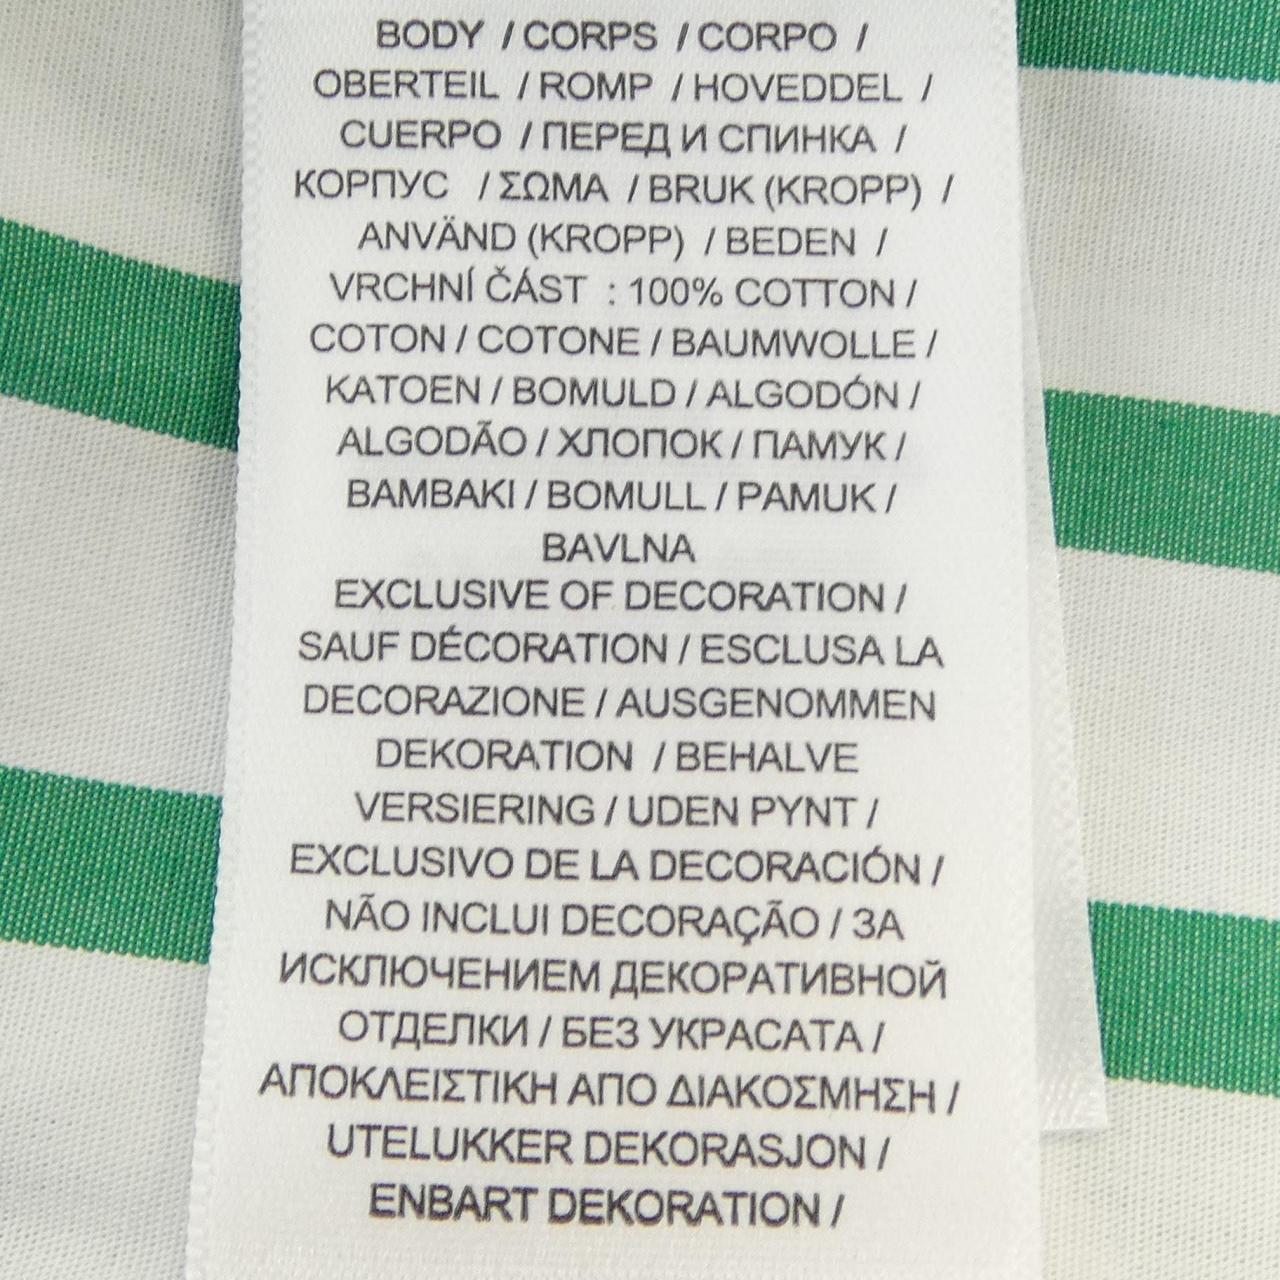 BODY / CORPS / CORPO /
OBERTEIL / ROMP / HOVEDDEL /
CUERPO / ПЕРЕД И СПИНКА /
КОРПУС / ΣΩΜΑ / BRUK (KROPP) /
ANVÄND (KROPP) / BEDEN /
VRCHNÍ ČÁST : 100% COTTON /
COTON / COTONE / BAUMWOLLE /
KATOEN / BOMULD / ALGODÓN /
ALGODÃO / ХЛОПОК / ПАМУК /
BAMBAKI / BOMULL / PAMUK /
BAVLNA
EXCLUSIVE OF DECORATION /
SAUF DÉCORATION / ESCLUSA LA
DECORAZIONE / AUSGENOMMEN
DEKORATION / BEHALVE
VERSIERING / UDEN PYNT /
EXCLUSIVO DE LA DECORACIÓN /
NÃO INCLUI DECORAÇÃO / ЗА
ИСКЛЮЧЕНИЕМ ДЕКОРАТИВНОЙ
ОТДЕЛКИ / БЕЗ УКРАСАТА /
ΑΠΟΚΛΕΙΣΤΙΚΗ ΑΠΟ ΔΙΑΚΟΣΜΗΣΗ /
UTELUKKER DEKORASJON /
ENBART DEKORATION /